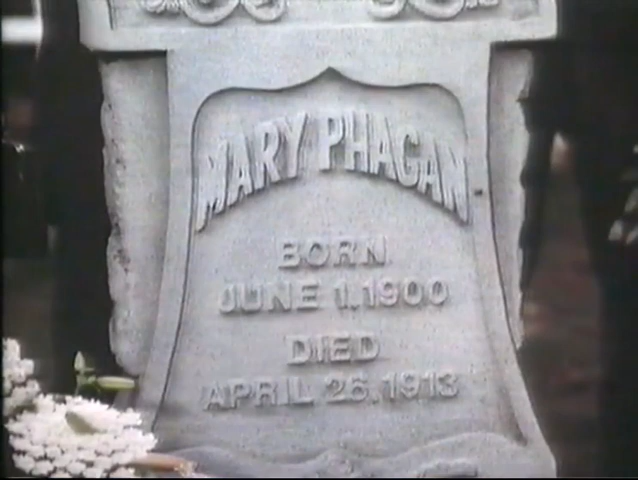 MARY PHAGAN
BORN
JUNE 1, 1900
DIED
APRIL 26, 1913